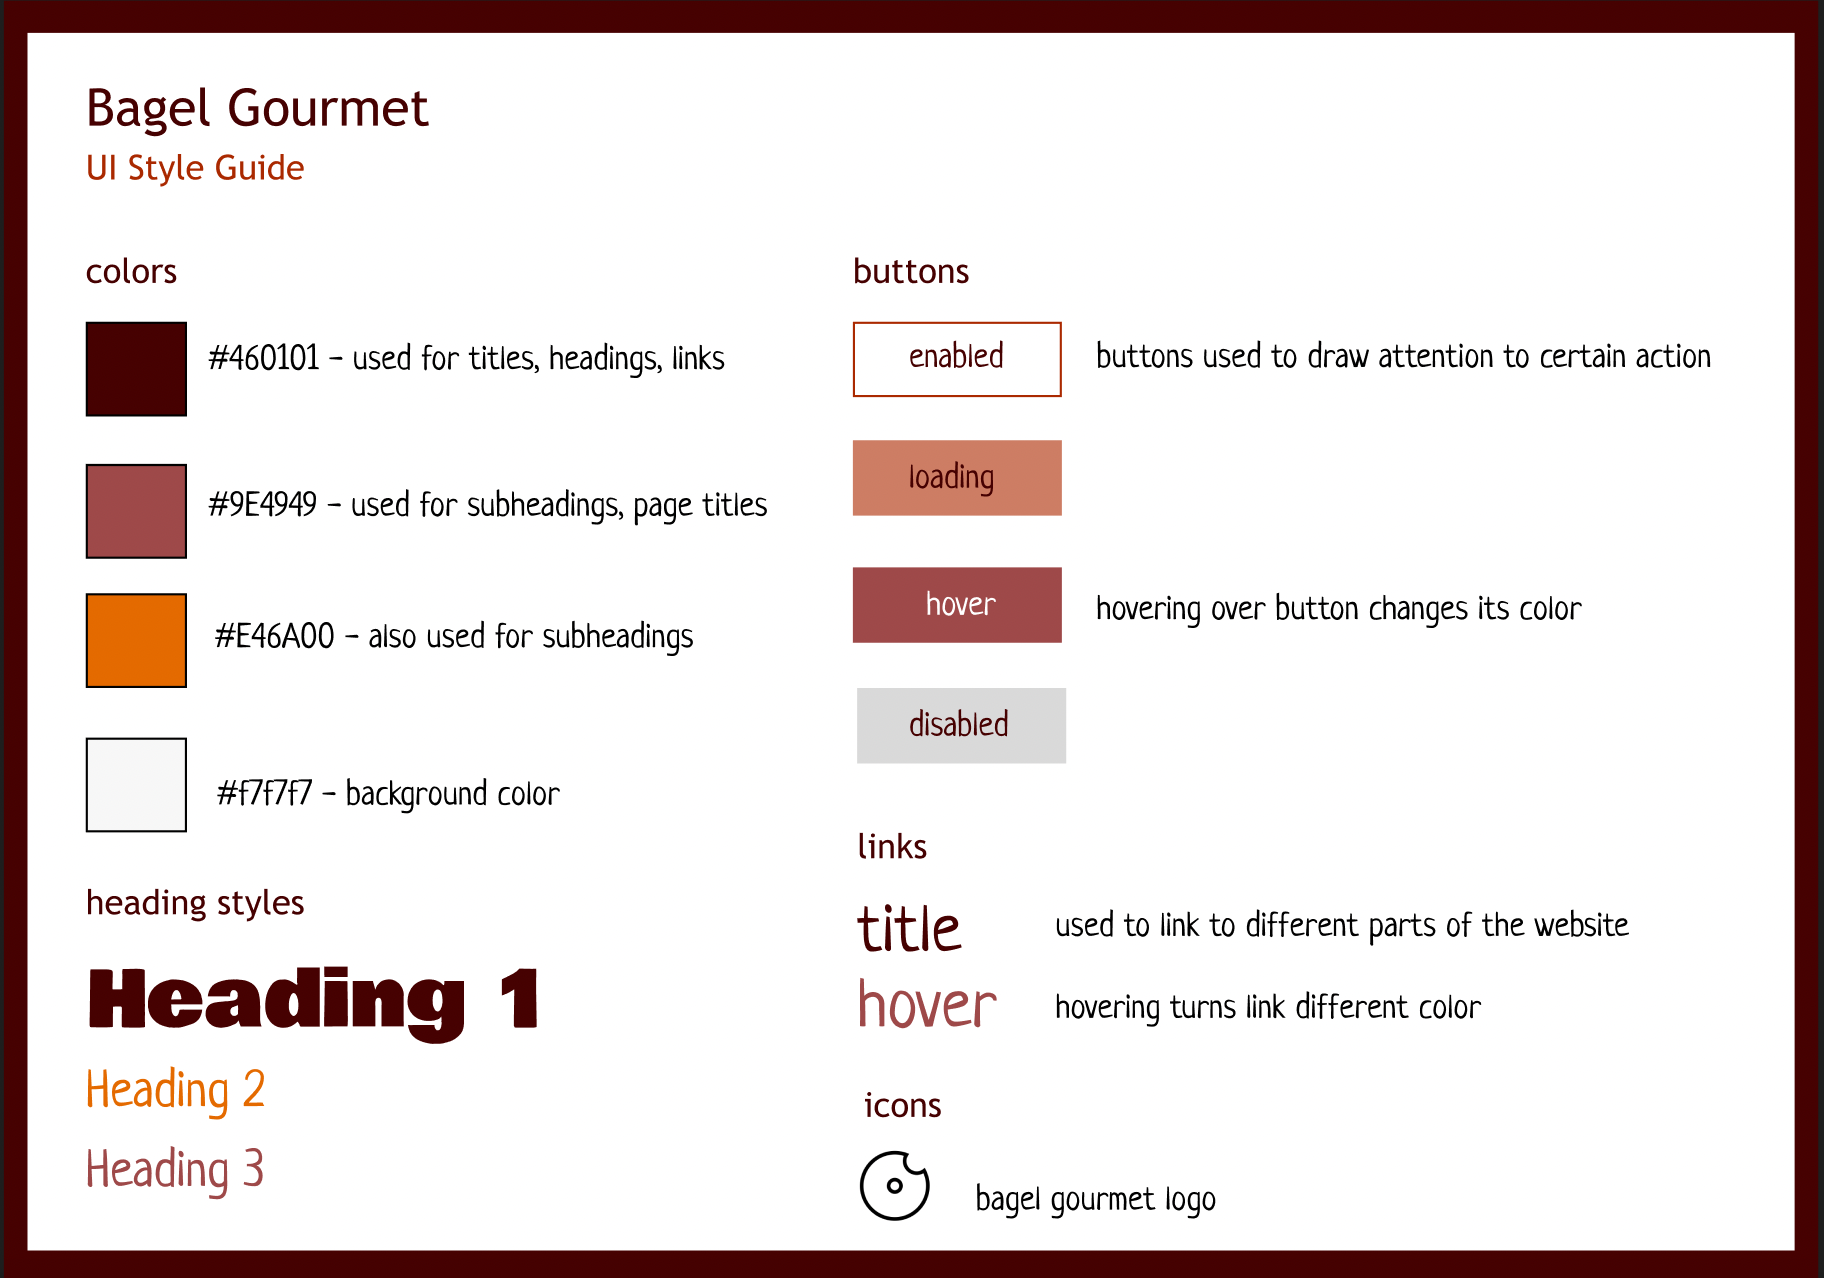 Bagel Gourmet
UI Style Guide
colors
#460101 - used for titles, headings, links
#9E4949 - used for subheadings, page titles
#E46A00 - also used for subheadings
#f7f7f7 - background color
heading styles
Heading 1
Heading 2
Heading 3
buttons
enabled
buttons used to draw attention to certain action
loading
hover
hovering over button changes its color
disabled
links
title
used to link to different parts of the website
hover
hovering turns link different color
icons
bagel gourmet logo